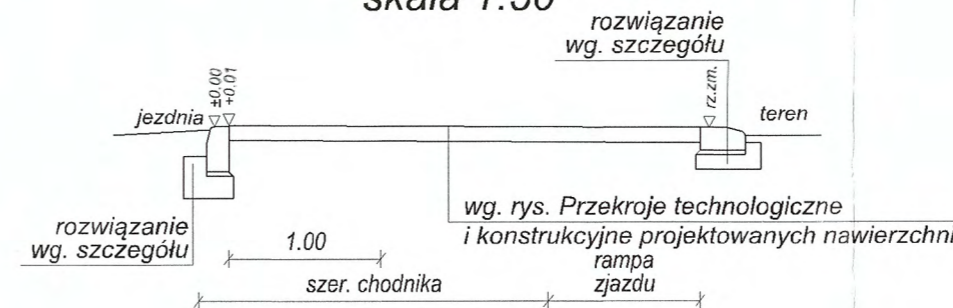 skala 1:50
rozwiązanie
wg. szczegółu
±0.00
+0.01
rz.zm.
jezdnia
teren
wg. rys. Przekroje technologiczne
i konstrukcyjne projektowanych nawierzchni
rozwiązanie
wg. szczegółu
1.00
rampa
zjazdu
szer. chodnika